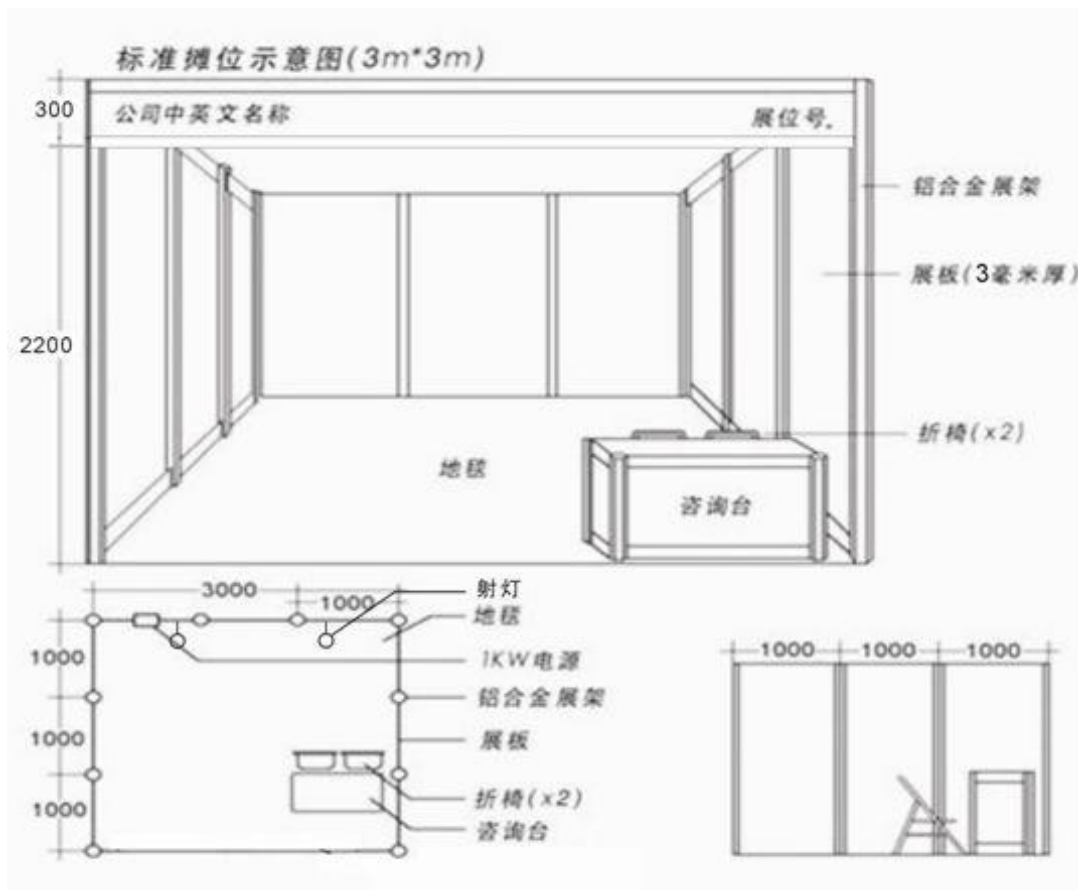 标准摊位示意图(3m*3m)
300
公司中英文名称
展位号。
铝合金展架
展板(3毫米厚)
2200
折椅(x2)
地毯
咨询台
3000
射灯
1000
地毯
1000
1KW电源
铝合金展架
1000
展板
折椅(x2)
1000
咨询台
1000
1000
1000